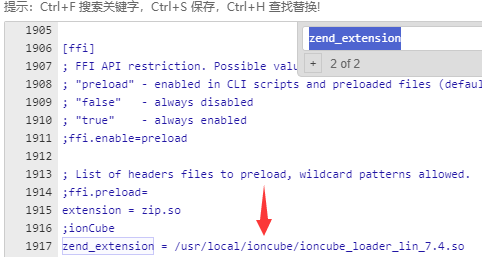 提示：Ctrl+F 搜索关键字，Ctrl+S 保存，Ctrl+H 查找替换!
zend_extension
+ 2 of 2
1905
1906 [ffi]
1907 ; FFI API restriction. Possible valu
1908 ; "preload" - enabled in CLI scripts and preloaded files (defau
1909 ; "false" - always disabled
1910 ; "true" - always enabled
1911 ;ffi.enable=preload
1912
1913 ; List of headers files to preload, wildcard patterns allowed.
1914 ;ffi.preload=
1915 extension = zip.so
1916 ;ionCube
1917 zend_extension = /usr/local/ioncube/ioncube_loader_lin_7.4.so